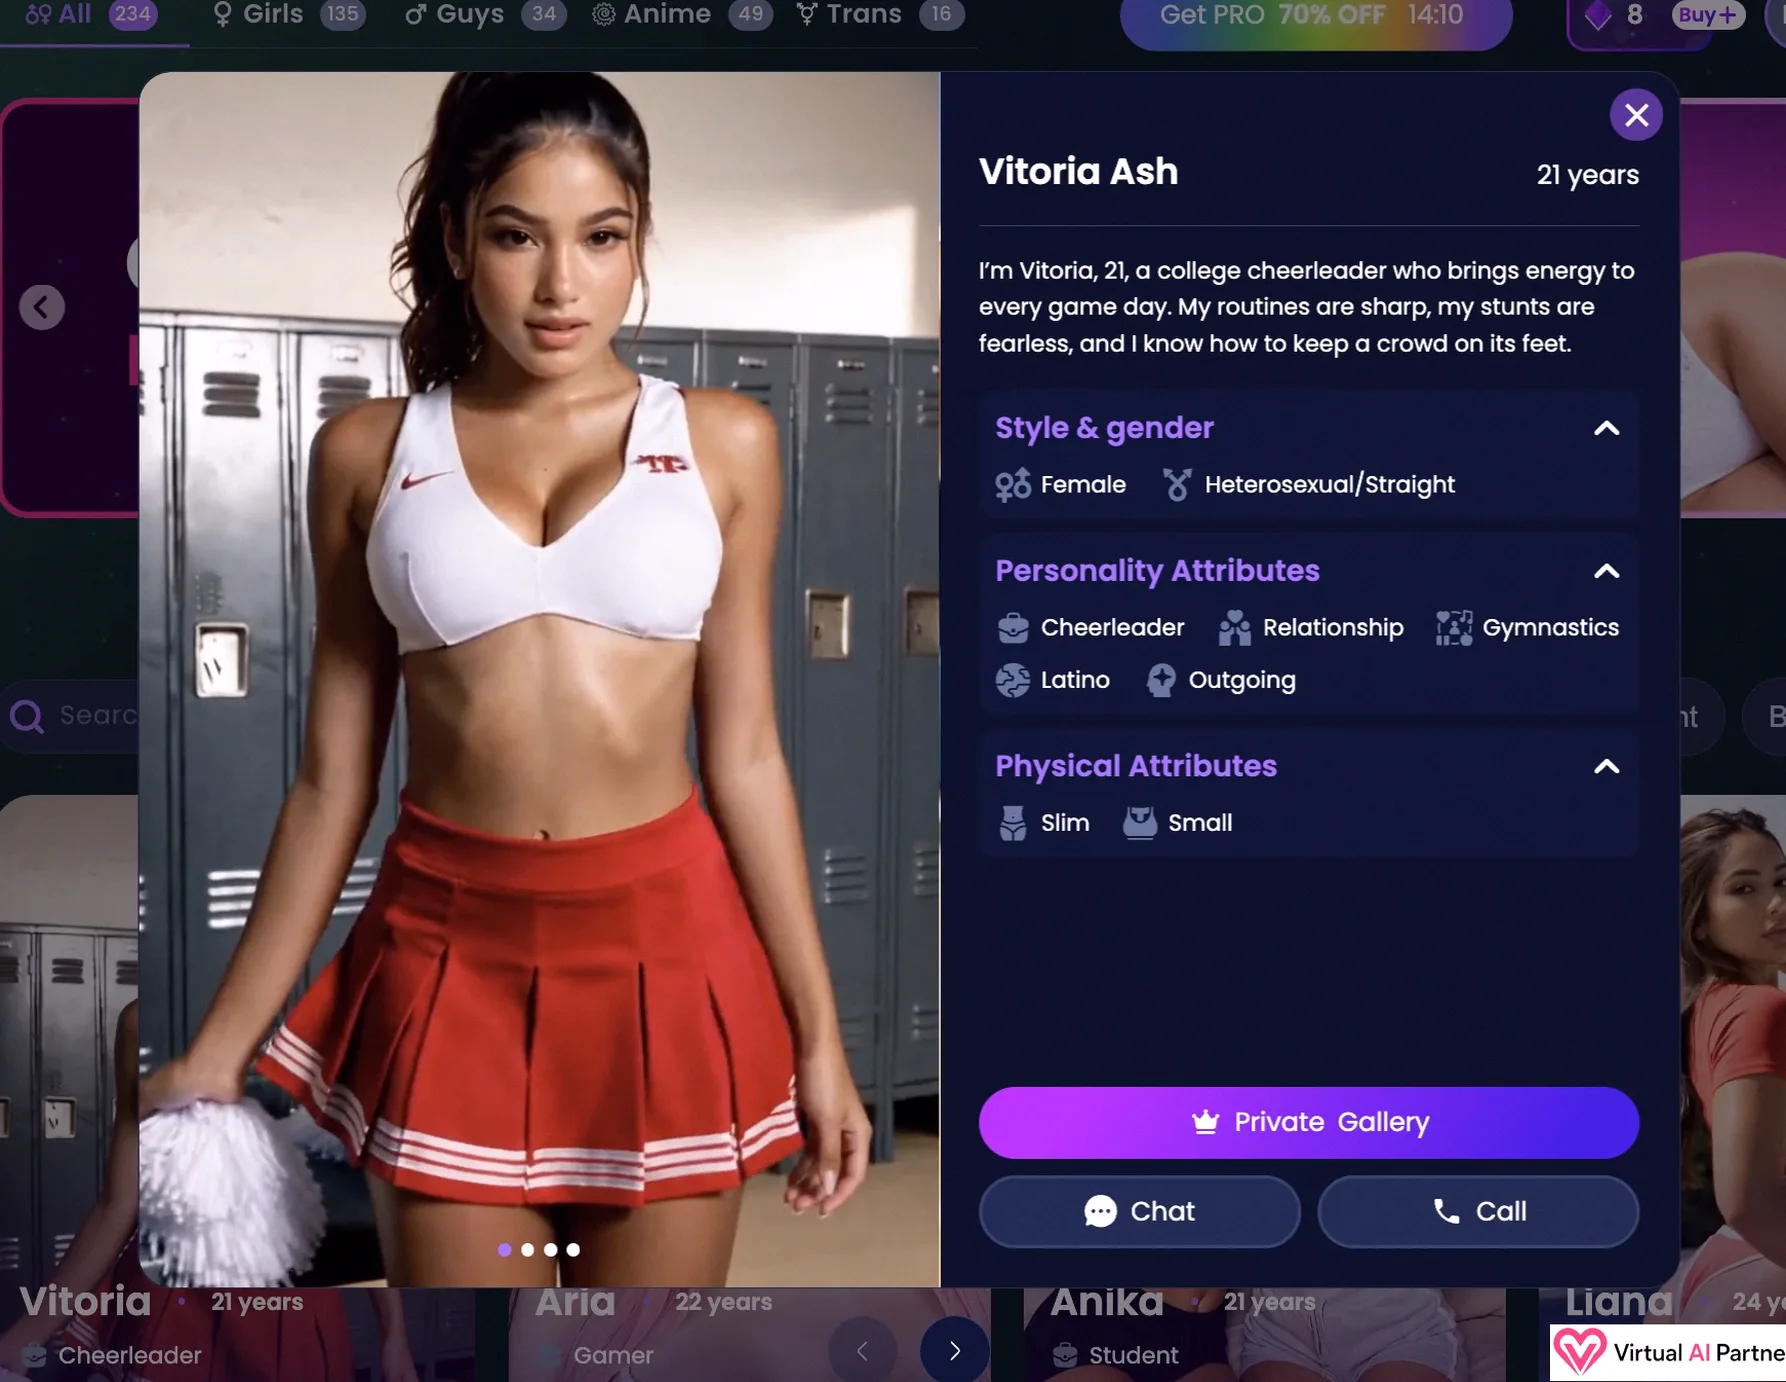 All 234
Girls 135
Guys 34
Anime 49
Trans 16
Get PRO 70% OFF 14:10
8
Buy+
Vitoria Ash
21 years
I'm Vitoria, 21, a college cheerleader who brings energy to
every game day. My routines are sharp, my stunts are
fearless, and I know how to keep a crowd on its feet.
Style & gender
Female Heterosexual/Straight
Personality Attributes
Cheerleader Relationship Gymnastics
Latino Outgoing
Physical Attributes
Slim Small
Private Gallery
Chat
Call
Searc
Vitoria • 21 years
Cheerleader
Aria • 22 years
Gamer
Anika • 21 years
Student
Liana • 24 ye
Virtual AI Partne